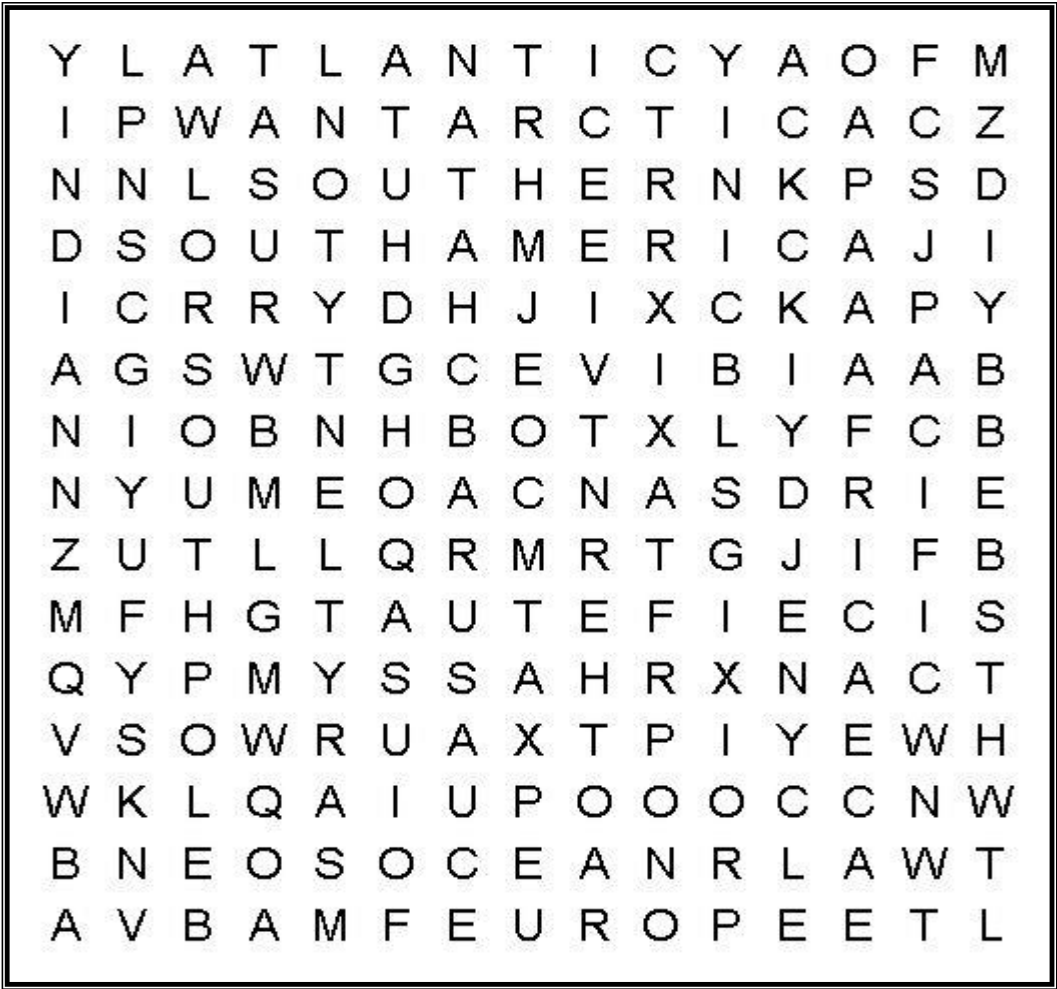 Y L A T L A N T I C Y A O F M
I P W A N T A R C T I C A C Z
N N L S O U T H E R N K P S D
D S O U T H A M E R I C A J I
I C R R Y D H J I X C K A P Y
A G S W T G C E V I B I A A B
N I O B N H B O T X L Y F C B
N Y U M E O A C N A S D R I E
Z U T L L Q R M R T G J I F B
M F H G T A U T E F I E C I S
Q Y P M Y S S A H R X N A C T
V S O W R U A X T P I Y E W H
W K L Q A I U P O O O C C N W
B N E O S O C E A N R L A W T
A V B A M F E U R O P E E T L